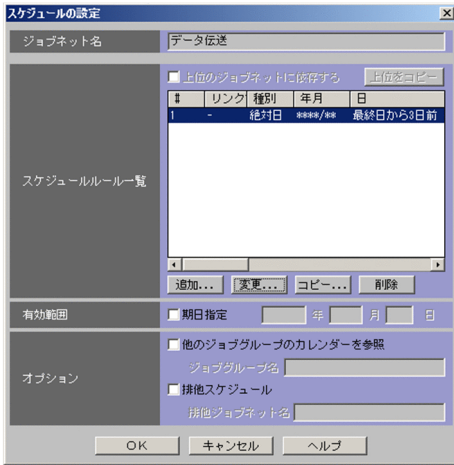 スケジュールの設定
ジョブネット名 データ伝送
上位のジョブネットに依存する 上位をコピー
# リンク 種別 年月 日
1 - 絶対日 ****/** 最終日から3日前
スケジュールルール一覧
追加... 変更... コピー... 削除
有効範囲 期日指定 年 月 日
他のジョブグループのカレンダーを参照
ジョブグループ名
オプション
排他スケジュール
排他ジョブネット名
OK キャンセル ヘルプ